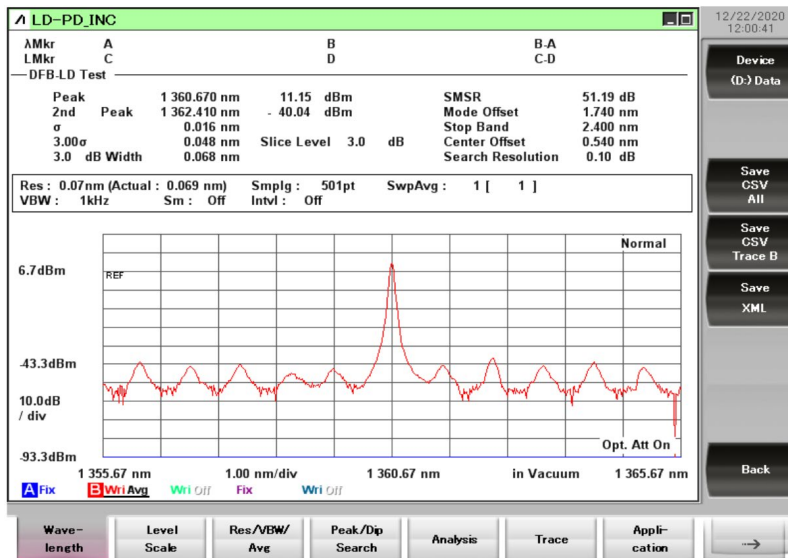 LD-PD_INC
12/22/2020
12:00:41
λMkr A B B-A
LMkr C D C-D
DFB-LD Test
Peak 1 360.670 nm 11.15 dBm SMSR 51.19 dB
2nd Peak 1 362.410 nm - 40.04 dBm Mode Offset 1.740 nm
σ 0.016 nm Stop Band 2.400 nm
3.00σ 0.048 nm Slice Level 3.0 dB Center Offset 0.540 nm
3.0 dB Width 0.068 nm Search Resolution 0.10 dB
Res : 0.07nm (Actual : 0.069 nm) Smplg : 501pt SwpAvg : 1 [ 1 ]
VBW : 1kHz Sm : Off Intvl : Off
Normal
6.7dBm
REF
-43.3dBm
10.0dB
/ div
Opt. Att On
-93.3dBm
1 355.67 nm 1.00 nm/div 1 360.67 nm in Vacuum 1 365.67 nm
A Fix B Wri Avg Wri Off Fix Wri Off
Device
(D:) Data
Save
CSV
All
Save
CSV
Trace B
Save
XML
Back
Wave-
length
Level
Scale
Res/VBW/
Avg
Peak/Dip
Search
Analysis
Trace
Appli-
cation